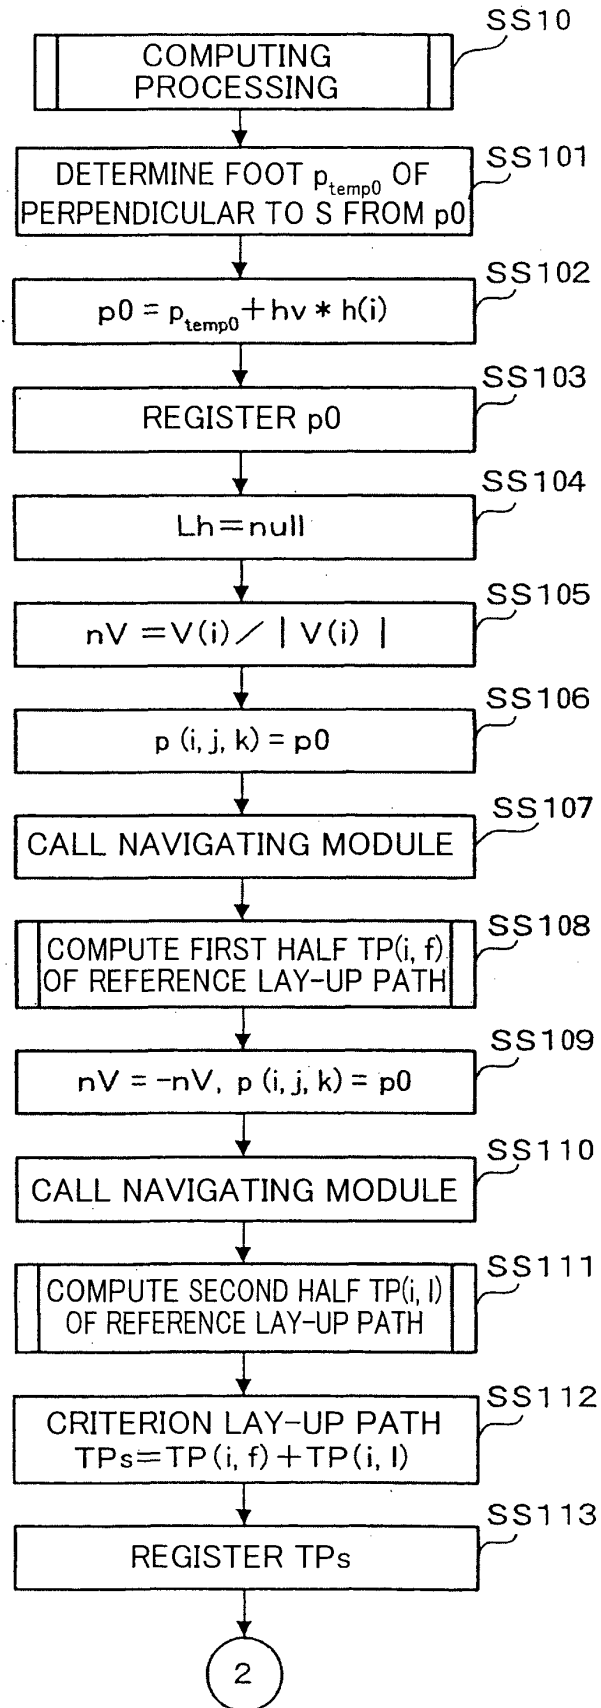 SS10
COMPUTING
PROCESSING
SS101
DETERMINE FOOT ptemp0 OF
PERPENDICULAR TO S FROM p0
SS102
p0 = ptemp0 + hv * h(i)
SS103
REGISTER p0
SS104
Lh=null
SS105
nV = V(i) / | V(i) |
SS106
p (i, j, k) = p0
SS107
CALL NAVIGATING MODULE
SS108
COMPUTE FIRST HALF TP(i, f)
OF REFERENCE LAY-UP PATH
SS109
nV = -nV, p (i, j, k) = p0
SS110
CALL NAVIGATING MODULE
SS111
COMPUTE SECOND HALF TP(i, l)
OF REFERENCE LAY-UP PATH
SS112
CRITERION LAY-UP PATH
TPs=TP(i, f)+TP(i, l)
SS113
REGISTER TPs
2